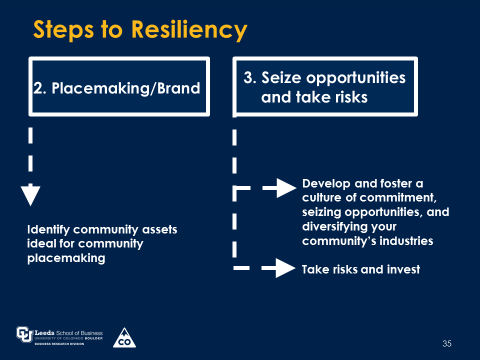 Steps to Resiliency
2. Placemaking/Brand
3. Seize opportunities
and take risks
Identify community assets
ideal for community
placemaking
Develop and foster a
culture of commitment,
seizing opportunities, and
diversifying your
community's industries
Take risks and invest
CU
Leeds School of Business
UNIVERSITY OF COLORADO BOULDER
BUSINESS RESEARCH DIVISION
CO
35